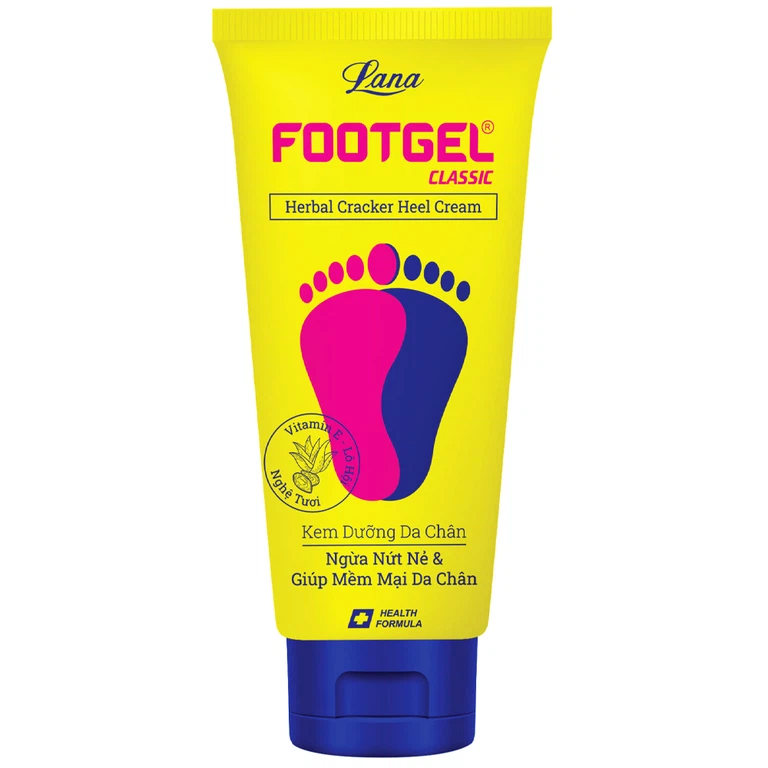 Lana
FOOTGEL®
CLASSIC
Herbal Cracker Heel Cream
Vitamin E - Lô Hội
Nghệ Tươi
Kem Dưỡng Da Chân
Ngừa Nứt Nẻ &
Giúp Mềm Mại Da Chân
HEALTH
FORMULA